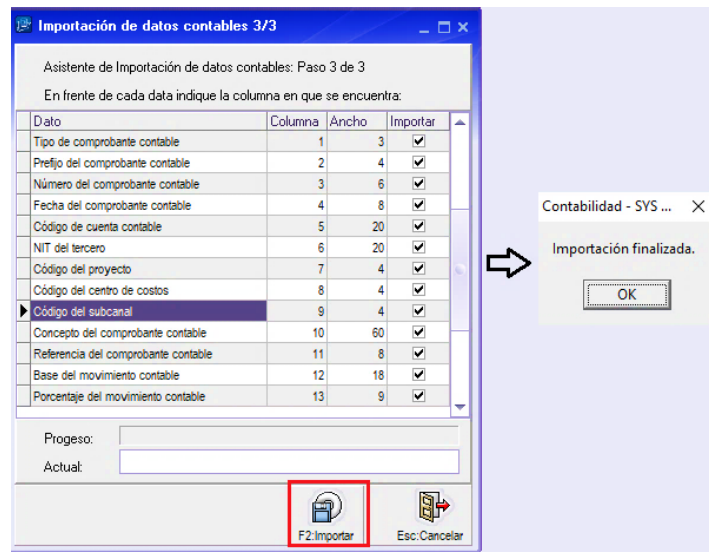 Importación de datos contables 3/3
Asistente de Importación de datos contables: Paso 3 de 3
En frente de cada data indique la columna en que se encuentra:
Dato Columna Ancho Importar
Tipo de comprobante contable 1 3
Prefijo del comprobante contable 2 4
Número del comprobante contable 3 6
Fecha del comprobante contable 4 8
Código de cuenta contable 5 20
NIT del tercero 6 20
Código del proyecto 7 4
Código del centro de costos 8 4
Código del subcanal 9 4
Concepto del comprobante contable 10 60
Referencia del comprobante contable 11 8
Base del movimiento contable 12 18
Porcentaje del movimiento contable 13 9
Progeso:
Actual:
F2:Importar Esc:Cancelar
Contabilidad - SYS ...
Importación finalizada.
OK